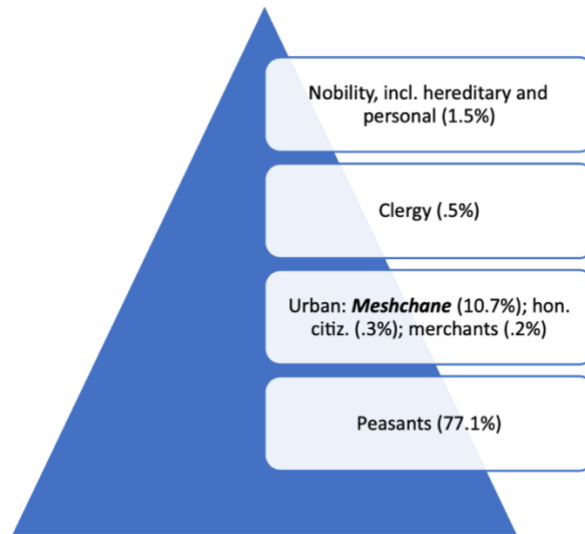 Nobility, incl. hereditary and
personal (1.5%)
Clergy (.5%)
Urban: Meshchane (10.7%); hon.
citiz. (.3%); merchants (.2%)
Peasants (77.1%)